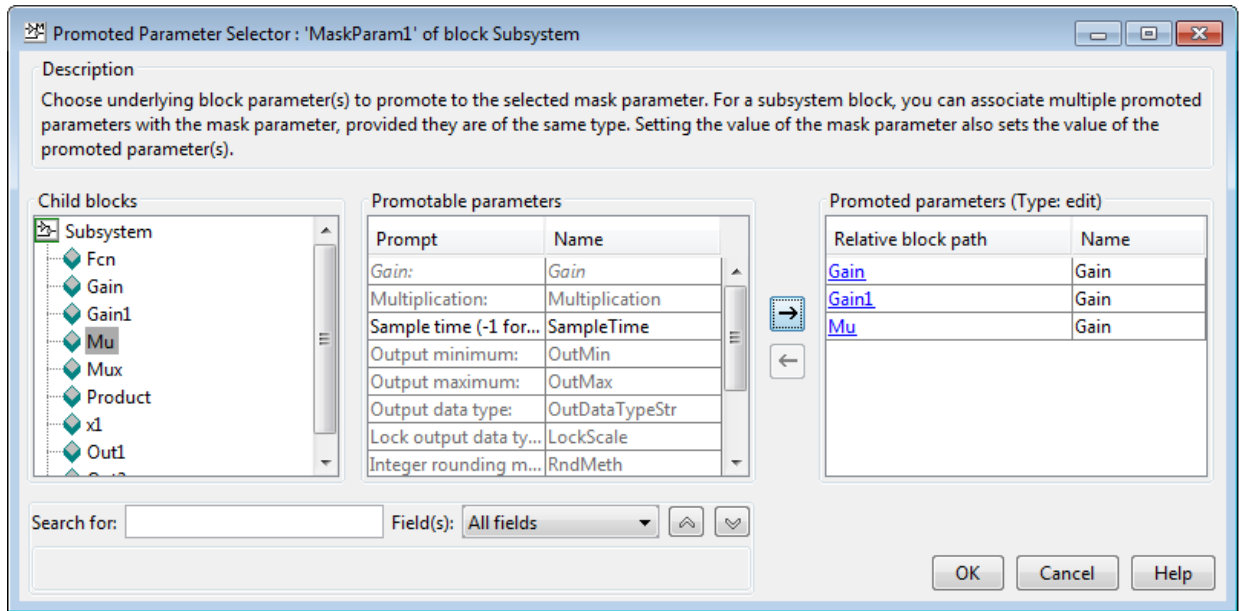 Promoted Parameter Selector : 'MaskParam1' of block Subsystem
Description
Choose underlying block parameter(s) to promote to the selected mask parameter. For a subsystem block, you can associate multiple promoted
parameters with the mask parameter, provided they are of the same type. Setting the value of the mask parameter also sets the value of the
promoted parameter(s).
Child blocks
Subsystem
Fcn
Gain
Gain1
Mu
Mux
Product
x1
Out1
Promotable parameters
Prompt Name
Gain: Gain
Multiplication: Multiplication
Sample time (-1 for... SampleTime
Output minimum: OutMin
Output maximum: OutMax
Output data type: OutDataTypeStr
Lock output data ty... LockScale
Integer rounding m... RndMeth
Promoted parameters (Type: edit)
Relative block path Name
Gain Gain
Gain1 Gain
Mu Gain
Search for: Field(s): All fields
OK Cancel Help